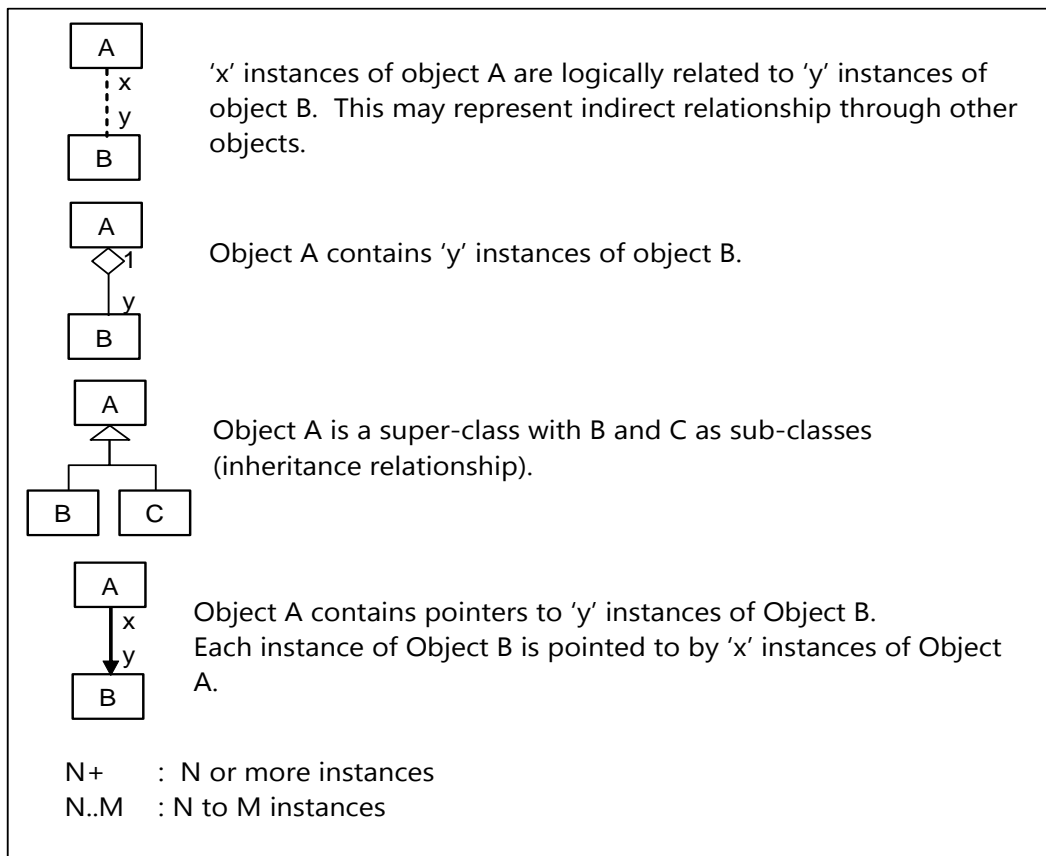 A
x
y
B
‘x’ instances of object A are logically related to ‘y’ instances of
object B.  This may represent indirect relationship through other
objects.
A
1
y
B
Object A contains ‘y’ instances of object B.
A
B
C
Object A is a super-class with B and C as sub-classes
(inheritance relationship).
A
x
y
B
Object A contains pointers to ‘y’ instances of Object B.
Each instance of Object B is pointed to by ‘x’ instances of Object
A.
N+ : N or more instances
N..M : N to M instances